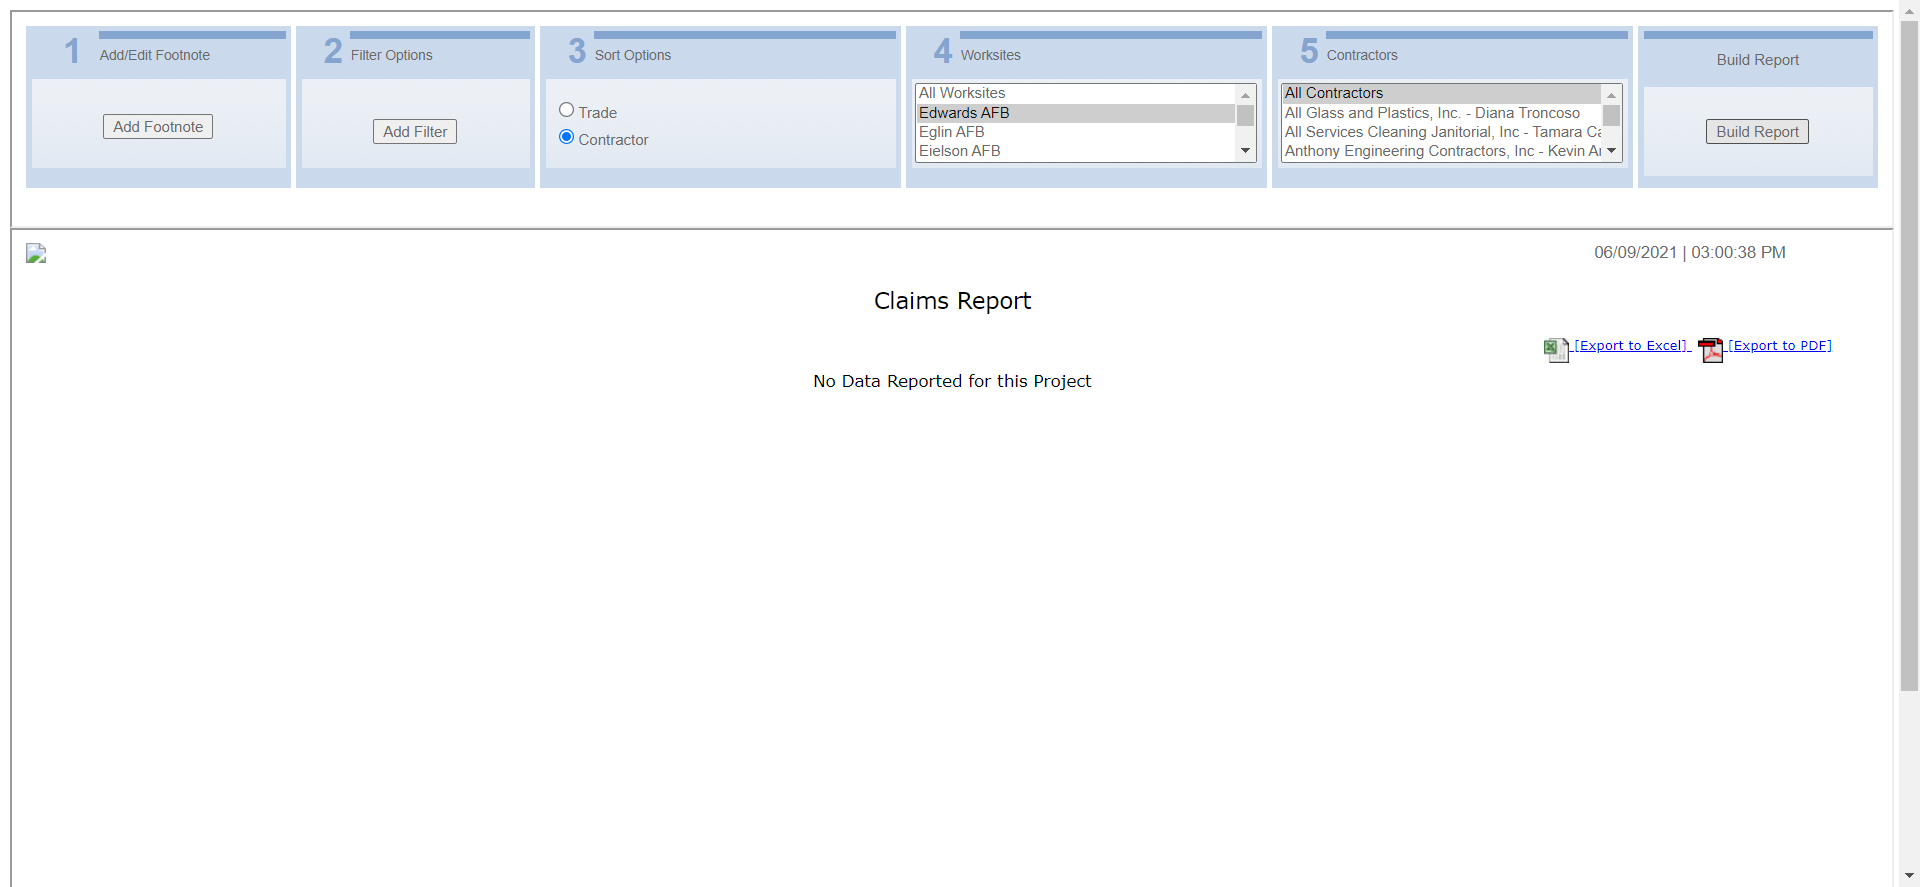 1 Add/Edit Footnote
Add Footnote
2 Filter Options
Add Filter
3 Sort Options
Trade
Contractor
4 Worksites
All Worksites
Edwards AFB
Eglin AFB
Eielson AFB
5 Contractors
All Contractors
All Glass and Plastics, Inc. - Diana Troncoso
All Services Cleaning Janitorial, Inc - Tamara
Anthony Engineering Contractors, Inc - Kevin
Build Report
Build Report
06/09/2021 | 03:00:38 PM
Claims Report
[Export to Excel] [Export to PDF]
No Data Reported for this Project